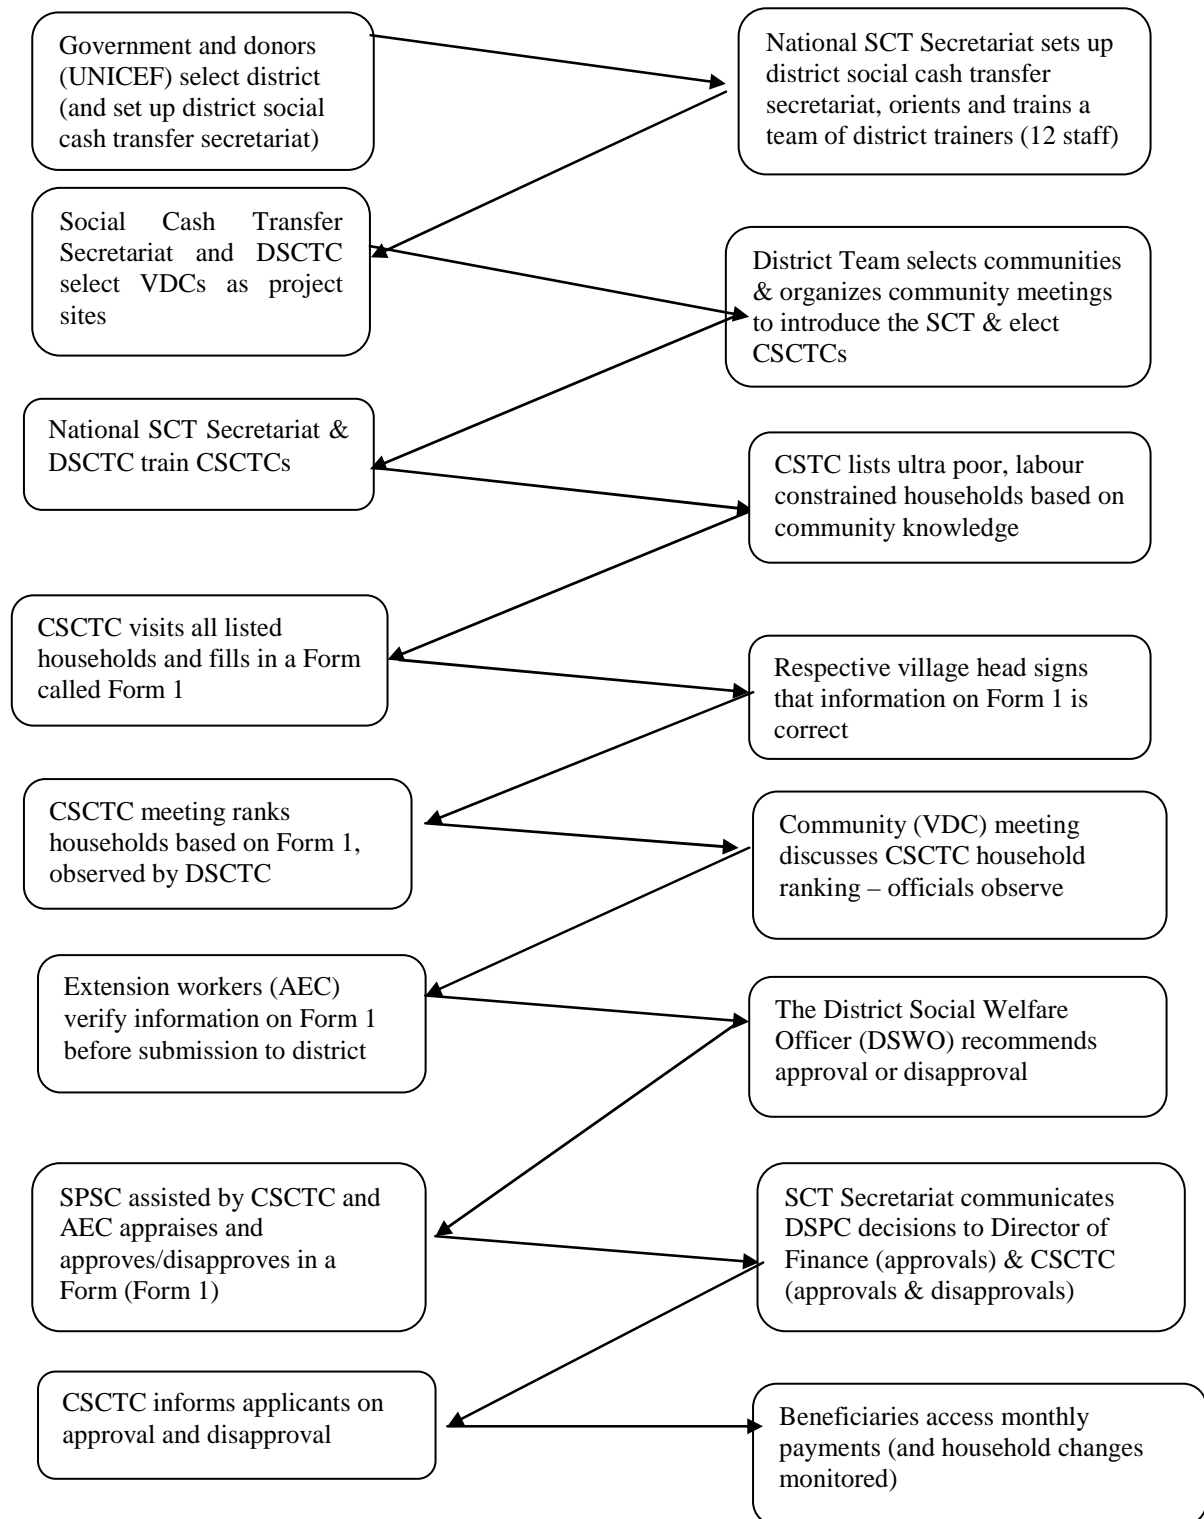 Government and donors
(UNICEF) select district
(and set up district social
cash transfer secretariat)
National SCT Secretariat sets up
district social cash transfer
secretariat, orients and trains a
team of district trainers (12 staff)
Social Cash Transfer
Secretariat and DSCTC
select VDCs as project
sites
District Team selects communities
& organizes community meetings
to introduce the SCT & elect
CSCTCs
National SCT Secretariat &
DSCTC train CSCTCs
CSTC lists ultra poor, labour
constrained households based on
community knowledge
CSCTC visits all listed
households and fills in a Form
called Form 1
Respective village head signs
that information on Form 1 is
correct
CSCTC meeting ranks
households based on Form 1,
observed by DSCTC
Community (VDC) meeting
discusses CSCTC household
ranking – officials observe
Extension workers (AEC)
verify information on Form 1
before submission to district
The District Social Welfare
Officer (DSWO) recommends
approval or disapproval
SPSC assisted by CSCTC and
AEC appraises and
approves/disapproves in a
Form (Form 1)
SCT Secretariat communicates
DSPC decisions to Director of
Finance (approvals) & CSCTC
(approvals & disapprovals)
CSCTC informs applicants on
approval and disapproval
Beneficiaries access monthly
payments (and household changes
monitored)